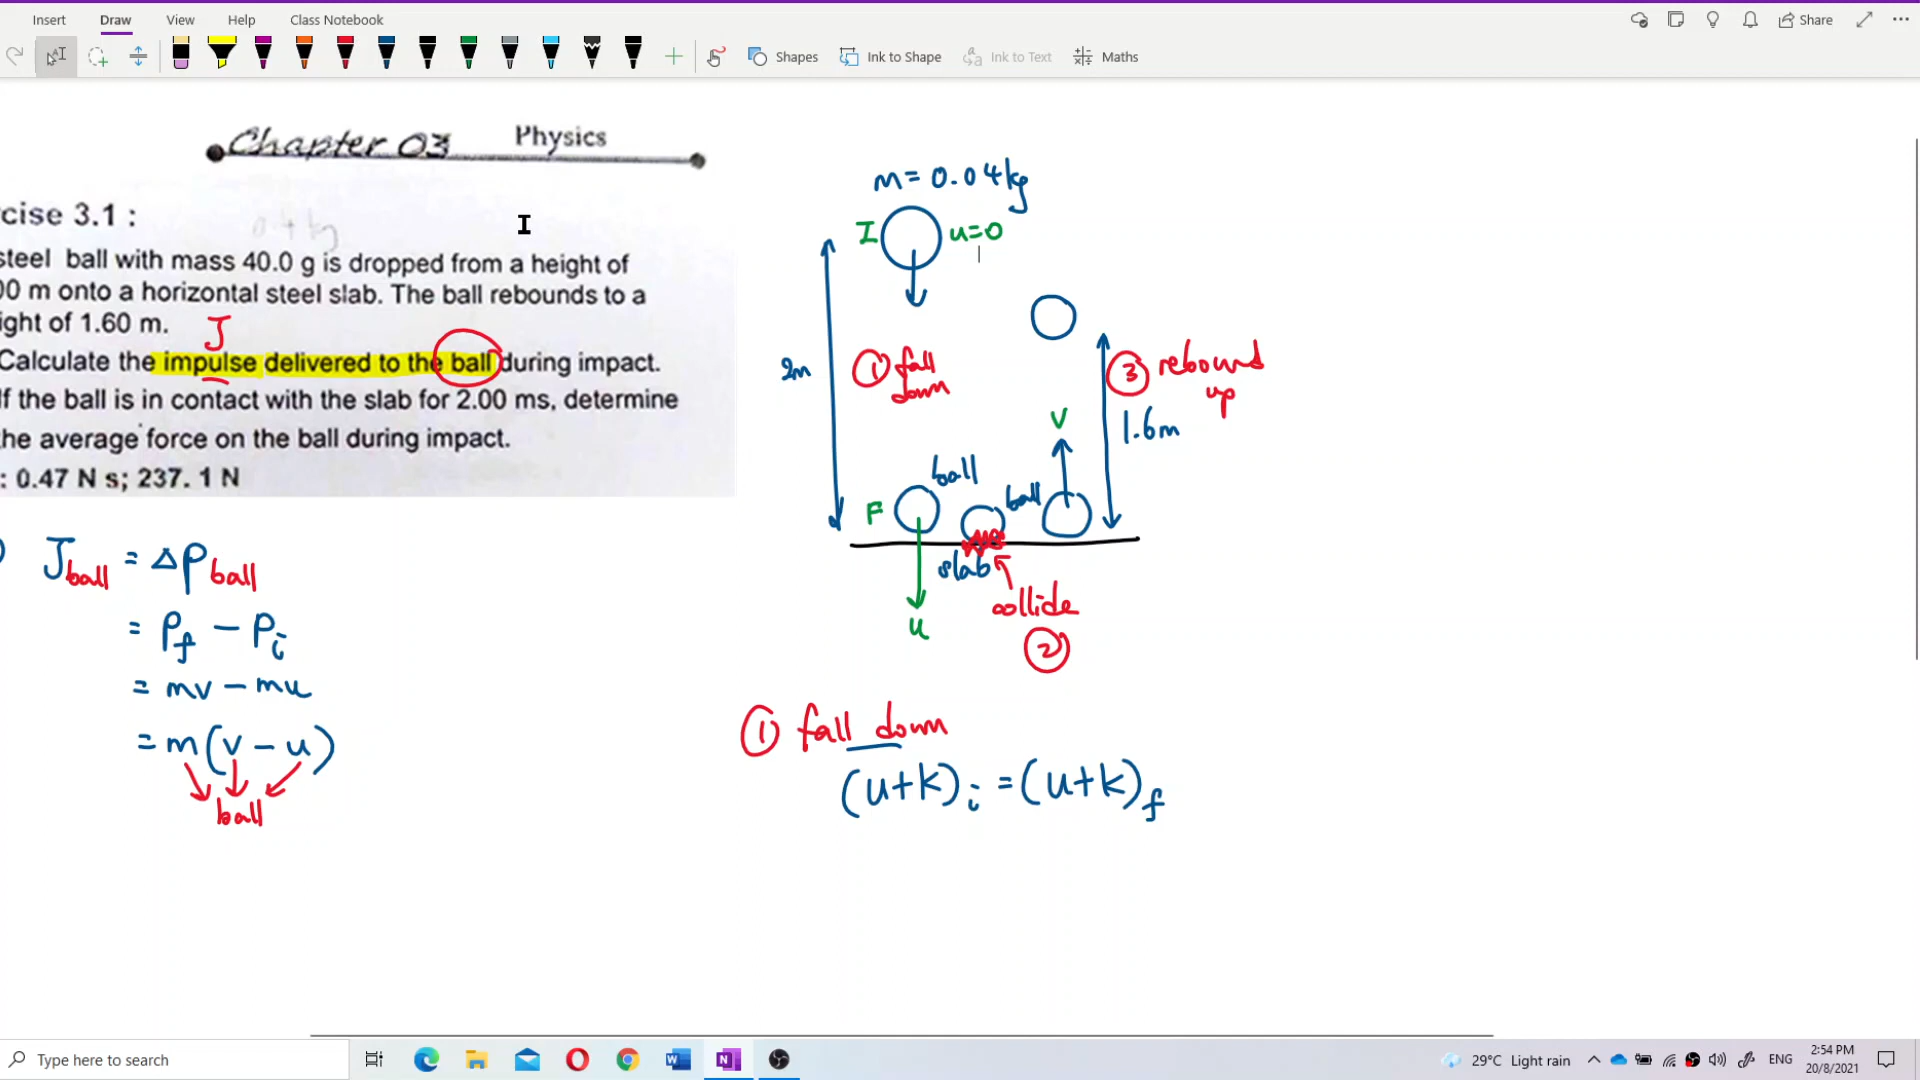 Insert Draw View Help Class Notebook Share
Shapes Ink to Shape Ink to Text Maths
Chapter 03 Physics
cise 3.1 :
steel ball with mass 40.0 g is dropped from a height of
00 m onto a horizontal steel slab. The ball rebounds to a
ight of 1.60 m.
J
Calculate the impulse delivered to the ball during impact.
If the ball is in contact with the slab for 2.00 ms, determine
he average force on the ball during impact.
: 0.47 N s; 237. 1 N
J ball = Δ P ball
= Pf − Pi
= mv − mu
= m(v − u)
ball
m = 0.04kg
I u=0
2m
① fall down
③ rebound up
1.6m
v
ball
F
ball
slab
collide
②
u
① fall down
(u+k)i = (u+k)f
Type here to search
29°C Light rain ENG 2:54 PM
20/8/2021